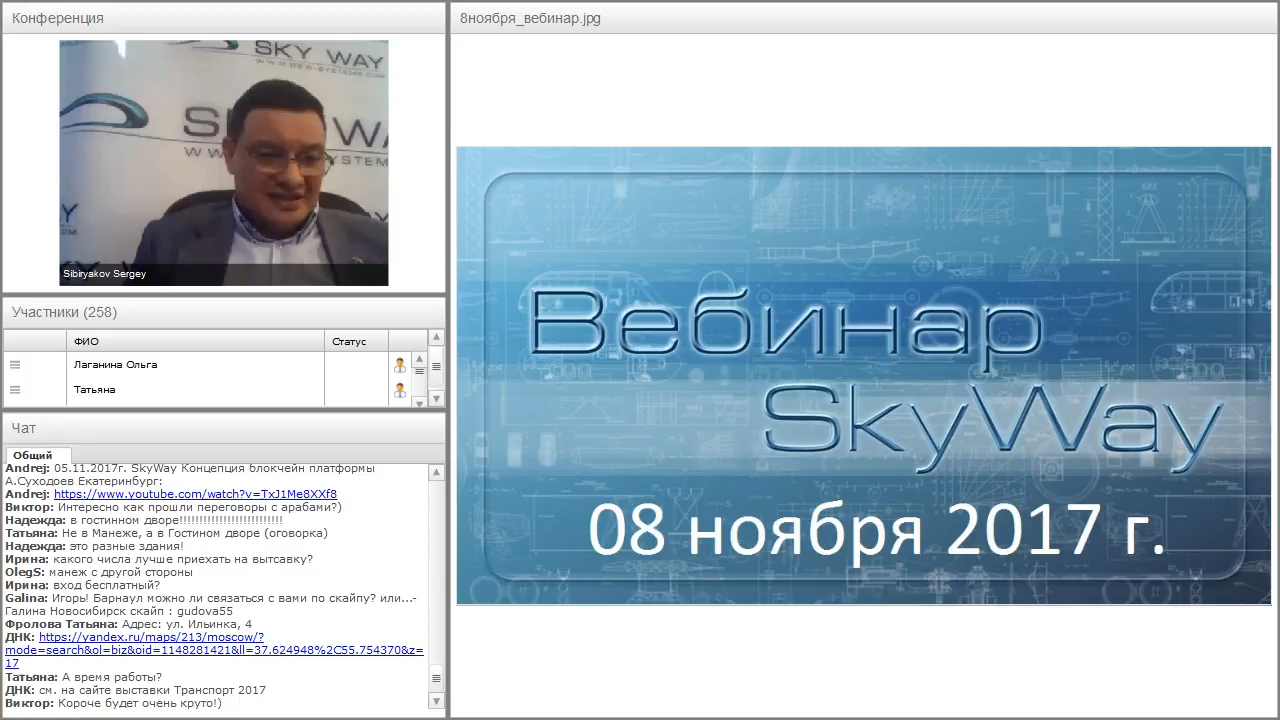 Конференция
SKY WAY
WWW.RSW-SYSTEMS.COM
SKY WA
Sibiryakov Sergey
Участники (258)
ФИО
Статус
Лаганина Ольга
Татьяна
Чат
Общий
Andrej: 05.11.2017г. SkyWay Концепция блокчейн платформы
А.Суходоев Екатеринбург:
Andrej: https://www.youtube.com/watch?v=TxJ1Me8XXf8
Виктор: Интересно как прошли переговоры с арабами?)
Надежда: в гостинном дворе!!!!!!!!!!!!!!!!!!!!!!!!!
Татьяна: Не в Манеже, а в Гостином дворе (оговорка)
Надежда: это разные здания!
Ирина: какого числа лучше приехать на вытсавку?
OlegS: манеж с другой стороны
Ирина: вход бесплатный?
Galina: Игорь! Барнаул можно ли связаться с вами по скайпу? или...-
Галина Новосибирск скайп : gudova55
Фролова Татьяна: Адрес: ул. Ильинка, 4
ДНК: https://yandex.ru/maps/213/moscow/?
mode=search&ol=biz&oid=1148281421&ll=37.624948%2C55.754370&z=
17
Татьяна: А время работы?
ДНК: см. на сайте выставки Транспорт 2017
Виктор: Короче будет очень круто!)
8ноября_вебинар.jpg
Вебинар
SkyWay
08 ноября 2017 г.